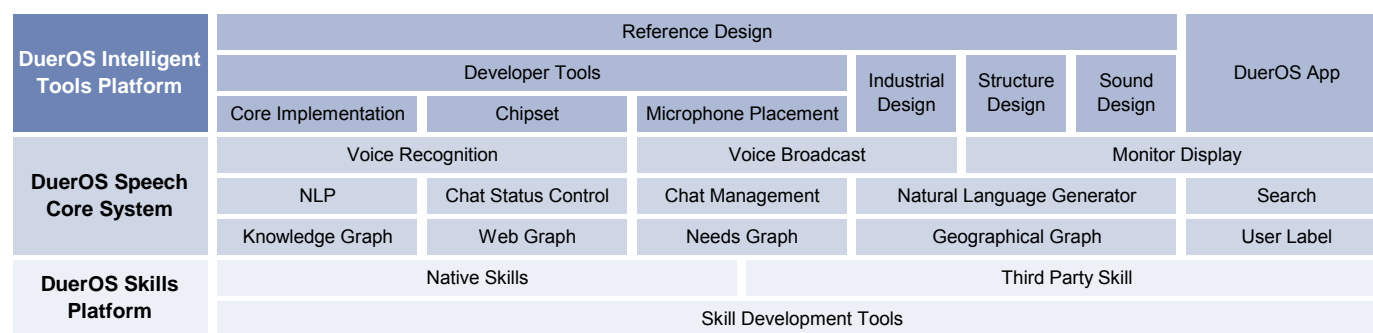 DuerOS Intelligent
Tools Platform
Reference Design
Developer Tools
Industrial
Design
Structure
Design
Sound
Design
DuerOS App
Core Implementation
Chipset
Microphone Placement
DuerOS Speech
Core System
Voice Recognition
Voice Broadcast
Monitor Display
NLP
Chat Status Control
Chat Management
Natural Language Generator
Search
Knowledge Graph
Web Graph
Needs Graph
Geographical Graph
User Label
DuerOS Skills
Platform
Native Skills
Third Party Skill
Skill Development Tools